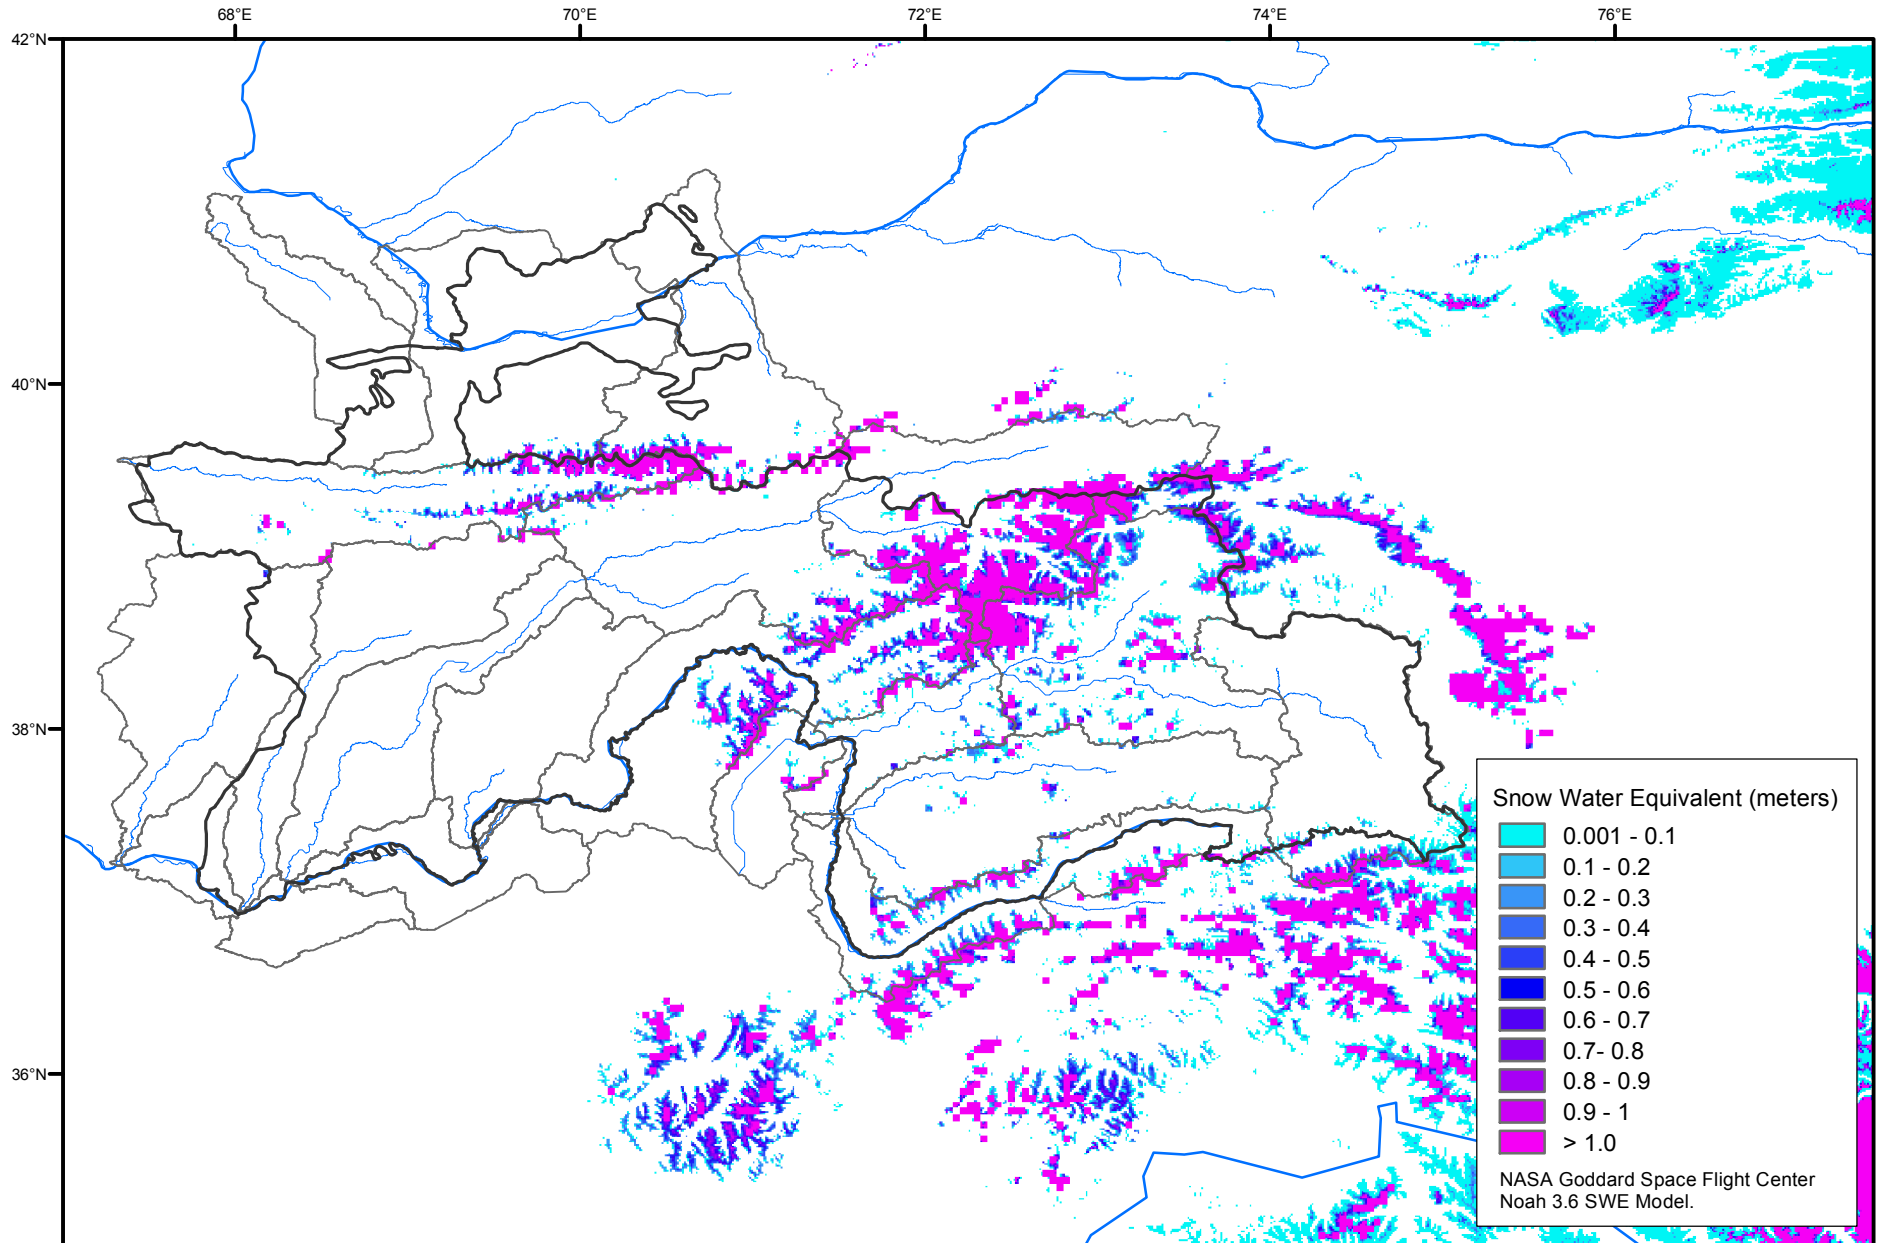 68°E
70°E
72°E
74°E
76°E
42°N
40°N
38°N
36°N
Snow Water Equivalent (meters)
0.001 - 0.1
0.1 - 0.2
0.2 - 0.3
0.3 - 0.4
0.4 - 0.5
0.5 - 0.6
0.6 - 0.7
0.7- 0.8
0.8 - 0.9
0.9 - 1
> 1.0
NASA Goddard Space Flight Center
Noah 3.6 SWE Model.